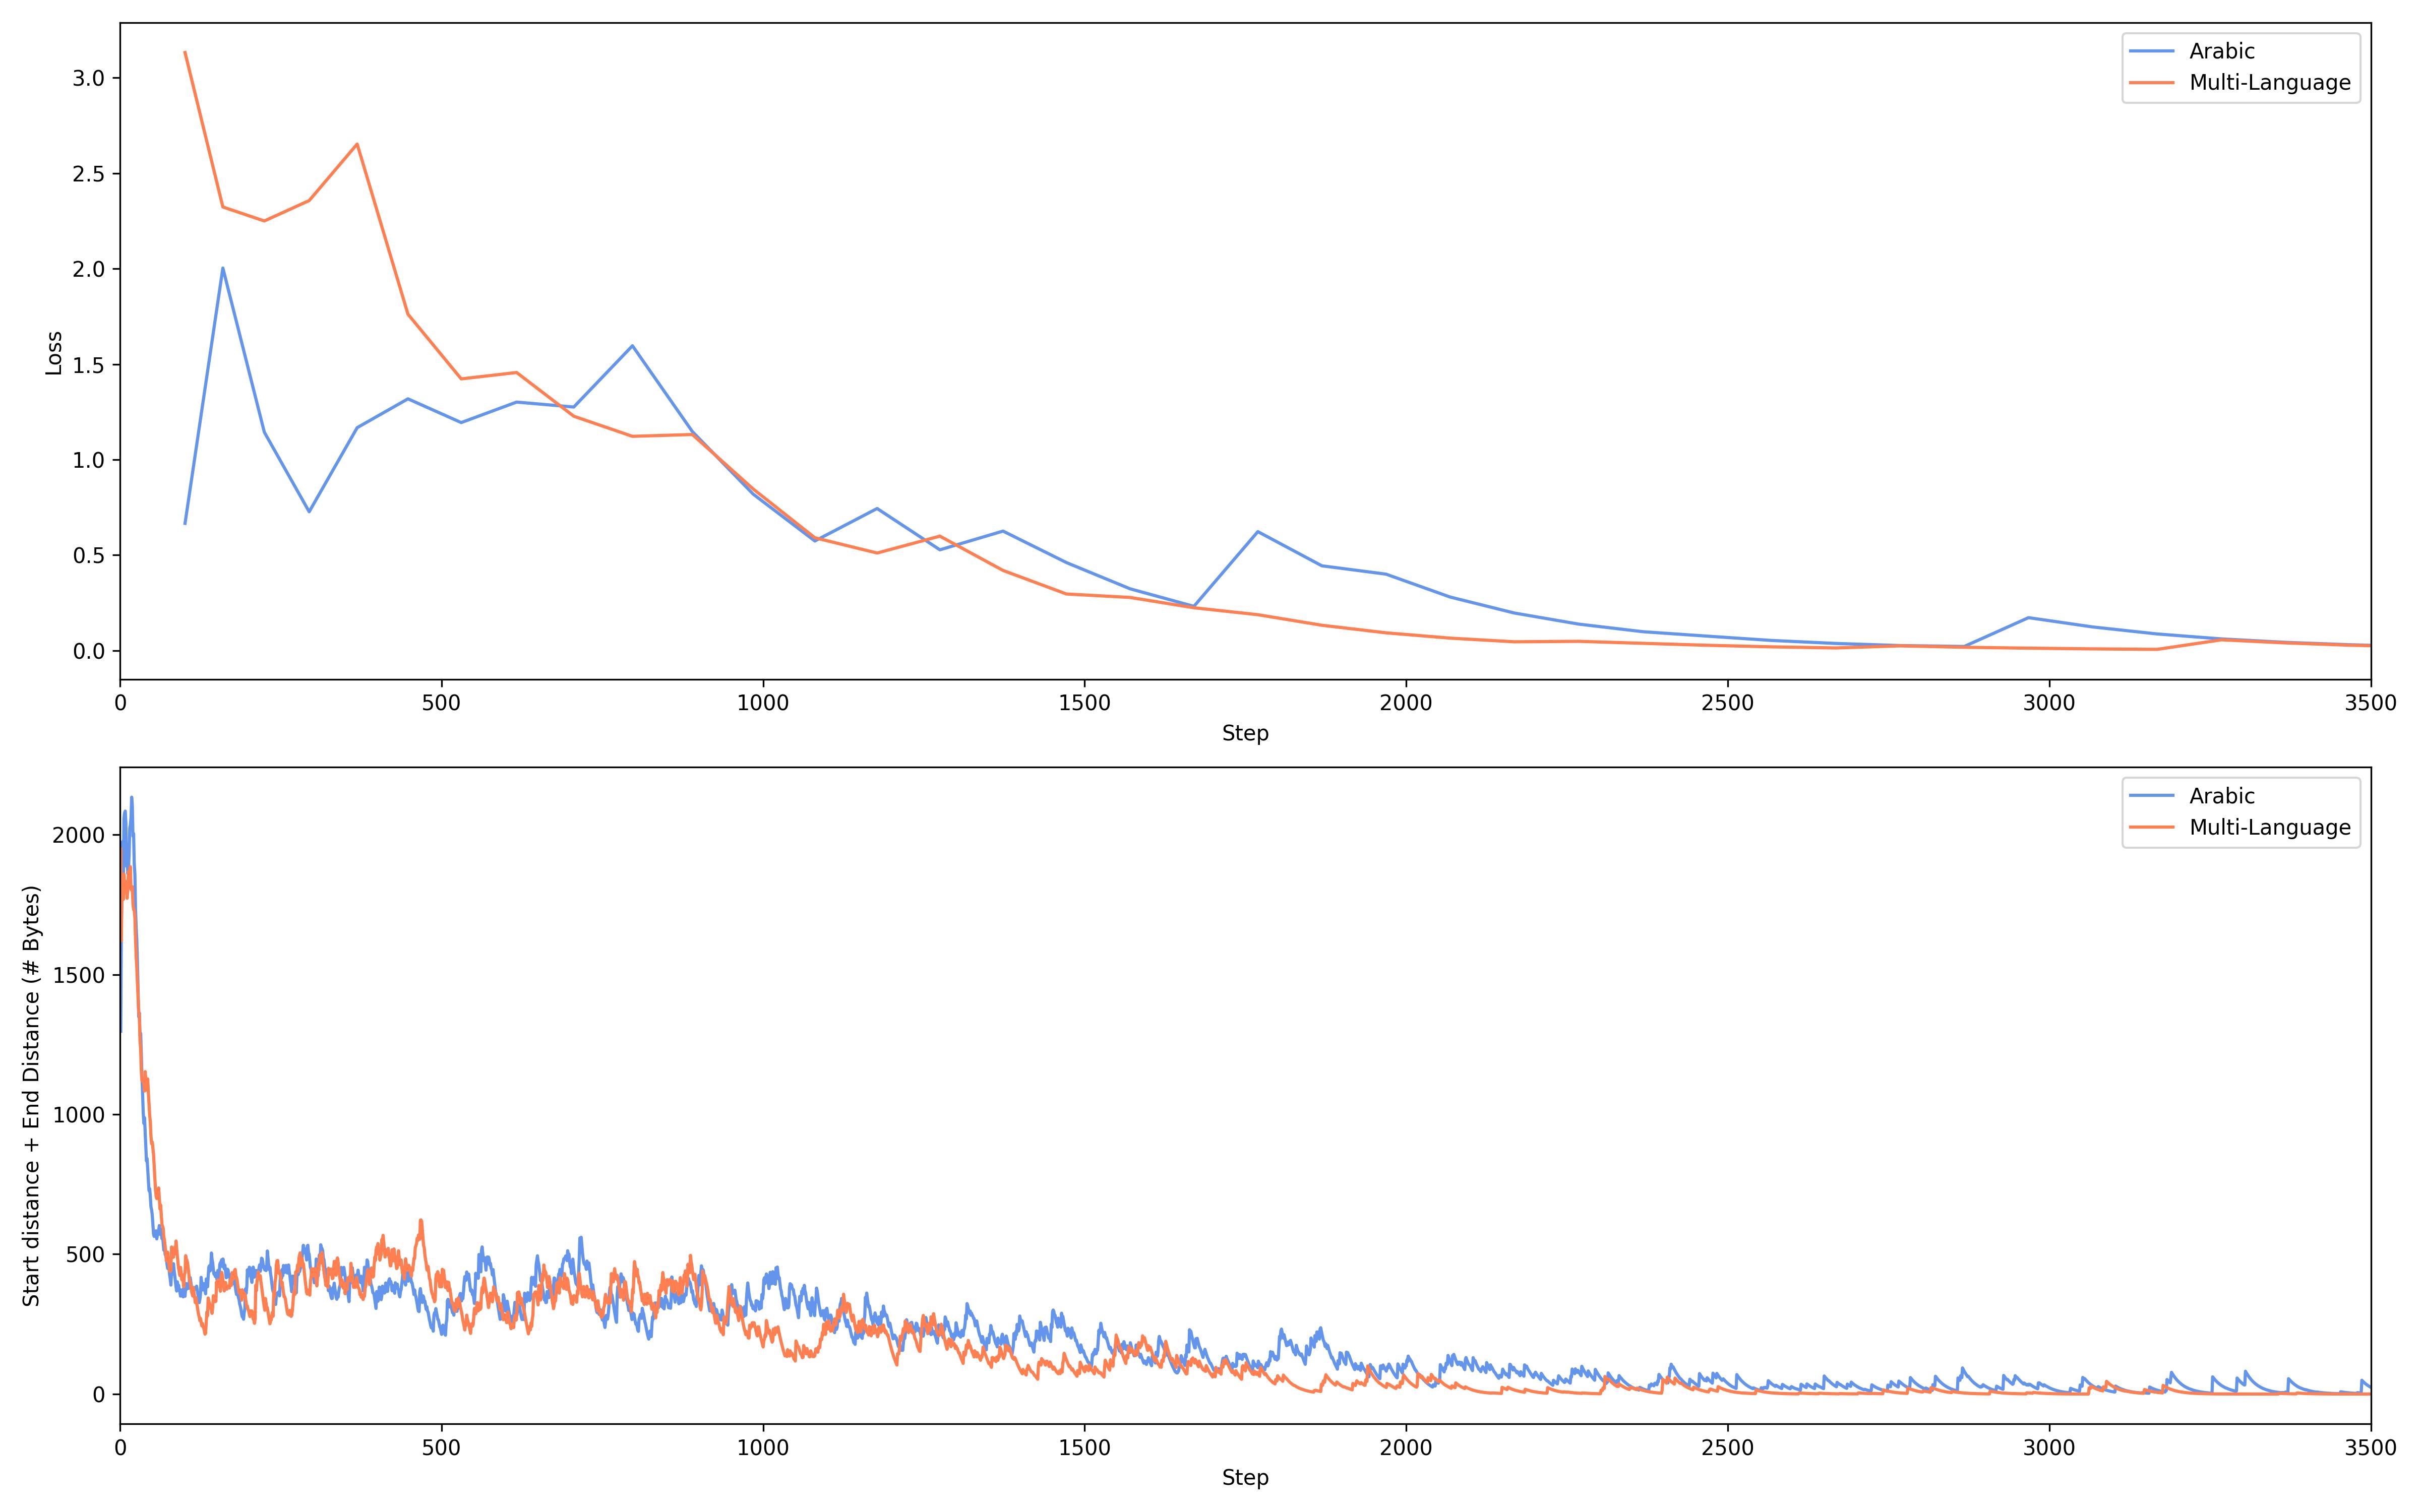 Arabic
Multi-Language
3.0
2.5
2.0
1.5
1.0
0.5
0.0
Loss
0 500 1000 1500 2000 2500 3000 3500
Step
Arabic
Multi-Language
2000
1500
1000
500
0
Start distance + End Distance (# Bytes)
0 500 1000 1500 2000 2500 3000 3500
Step